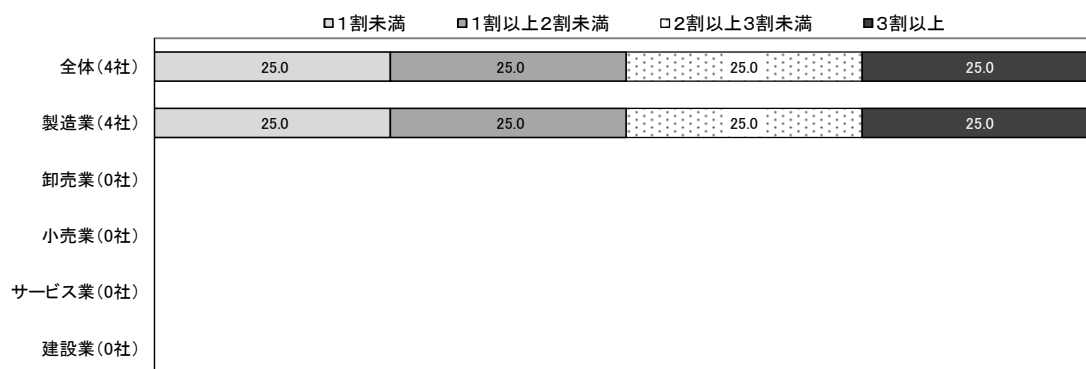 □1割未満 ■1割以上2割未満 □2割以上3割未満 ■3割以上
全体(4社) 25.0 25.0 25.0 25.0
製造業(4社) 25.0 25.0 25.0 25.0
卸売業(0社)
小売業(0社)
サービス業(0社)
建設業(0社)